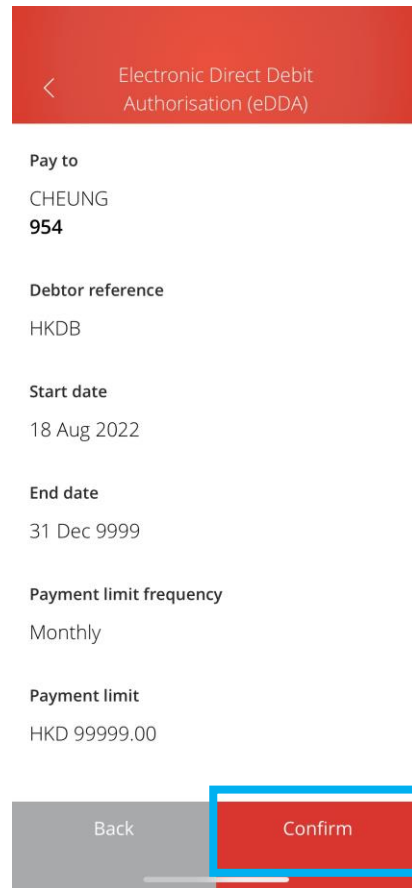 Electronic Direct Debit
Authorisation (eDDA)
Pay to
CHEUNG
954
Debtor reference
HKDB
Start date
18 Aug 2022
End date
31 Dec 9999
Payment limit frequency
Monthly
Payment limit
HKD 99999.00
Back
Confirm